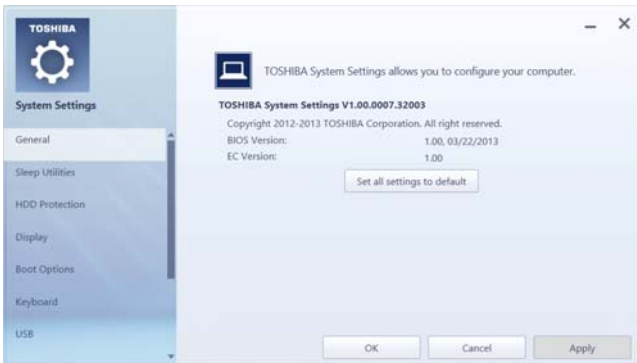 TOSHIBA
System Settings
General
Sleep Utilities
HDD Protection
Display
Boot Options
Keyboard
USB
TOSHIBA System Settings allows you to configure your computer.
TOSHIBA System Settings V1.00.0007.32003
Copyright 2012-2013 TOSHIBA Corporation. All right reserved.
BIOS Version: 1.00, 03/22/2013
EC Version: 1.00
Set all settings to default
OK Cancel Apply